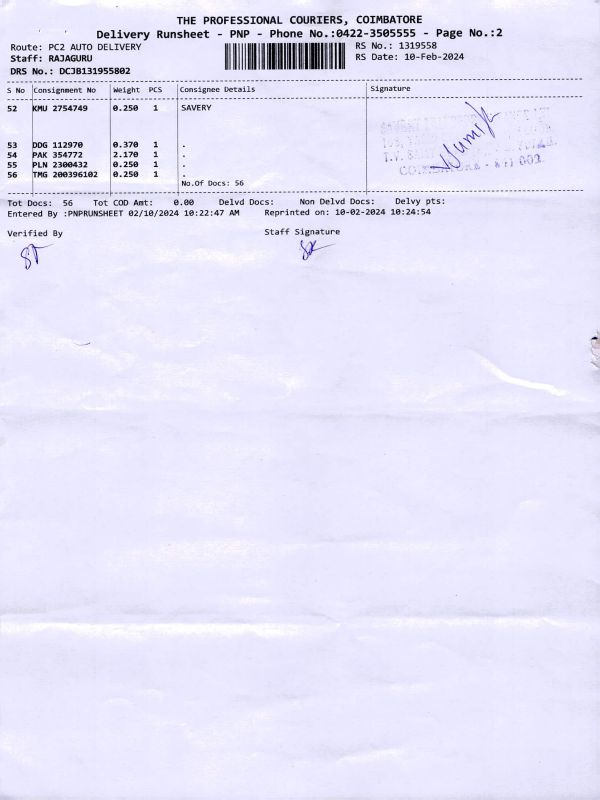 THE PROFESSIONAL COURIERS, COIMBATORE
Delivery Runsheet - PNP - Phone No.:0422-3505555 - Page No.:2
Route: PC2 AUTO DELIVERY
RS No.: 1319558
Staff: RAJAGURU
RS Date: 10-Feb-2024
DRS No.: DCJB131955802
S No Consignment No Weight PCS Consignee Details Signature
52 KMU 2754749 0.250 1 SAVERY
53 DDG 112970 0.370 1 .
54 PAK 354772 2.170 1 .
55 PLN 2300432 0.250 1 .
56 TMG 200396102 0.250 1 .
No.Of Docs: 56
Tot Docs: 56 Tot COD Amt: 0.00 Delvd Docs: Non Delvd Docs: Delvy pts:
Entered By :PNPRUNSHEET 02/10/2024 10:22:47 AM Reprinted on: 10-02-2024 10:24:54
Verified By Staff Signature